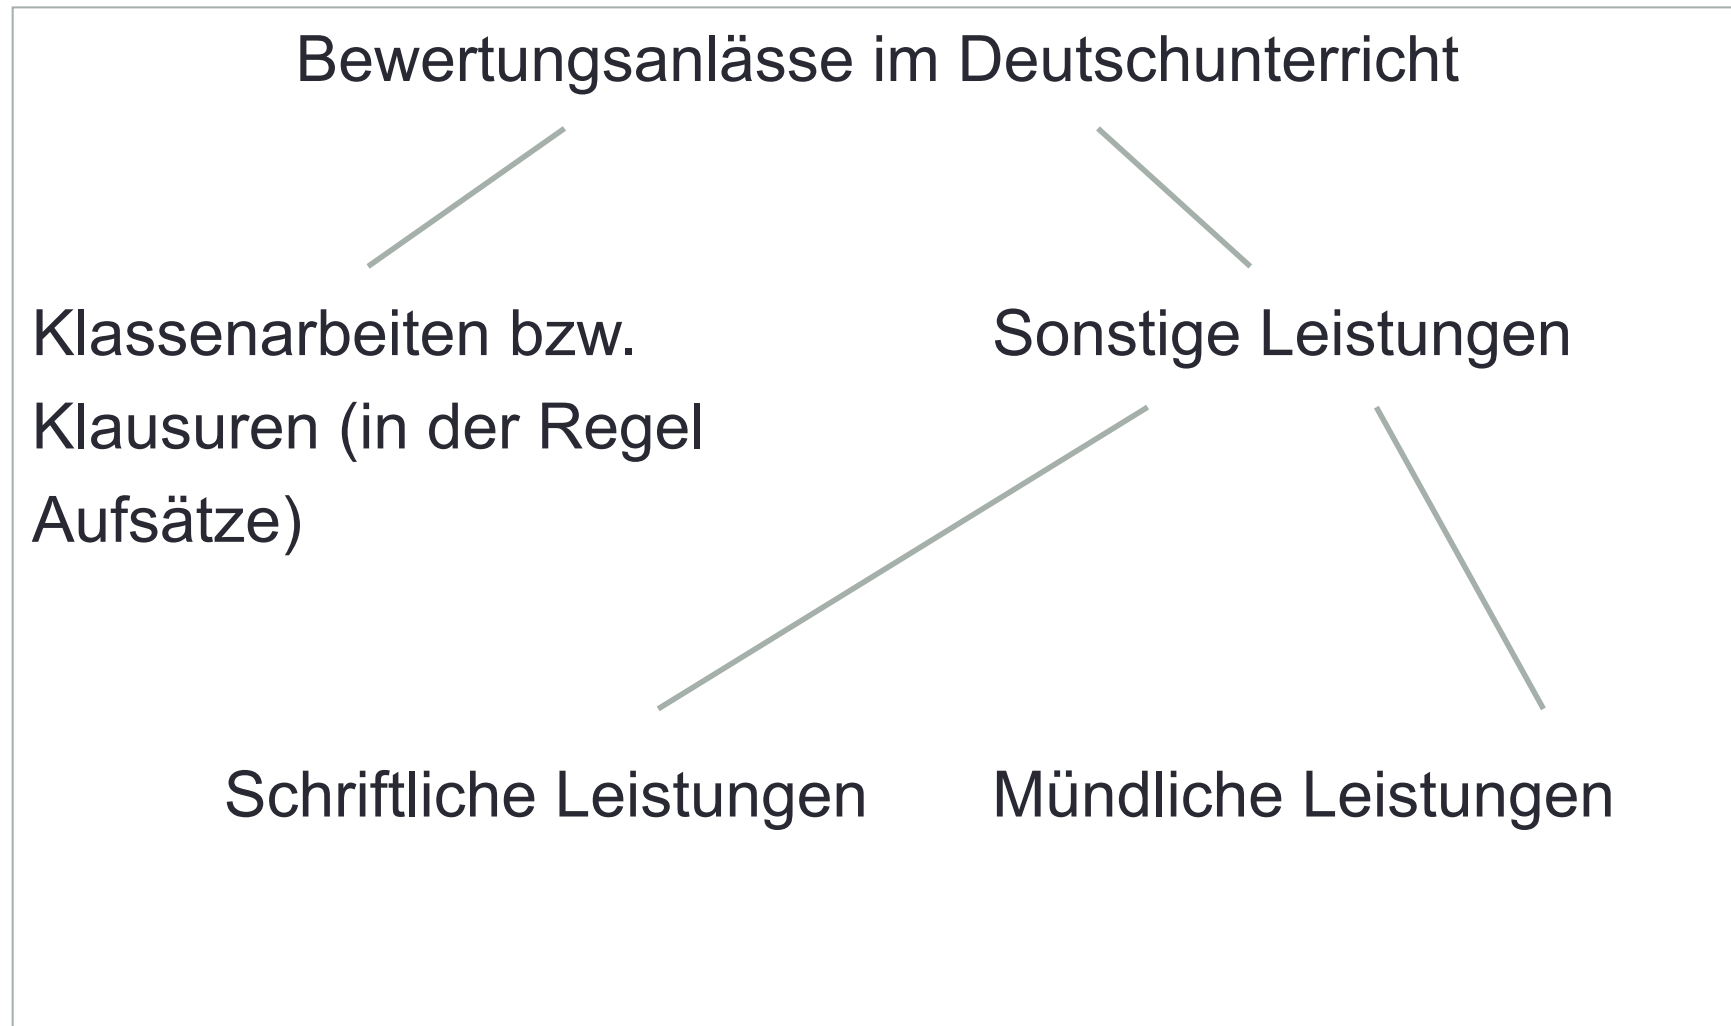 Bewertungsanlässe im Deutschunterricht
Klassenarbeiten bzw.
Klausuren (in der Regel
Aufsätze)
Sonstige Leistungen
Schriftliche Leistungen
Mündliche Leistungen